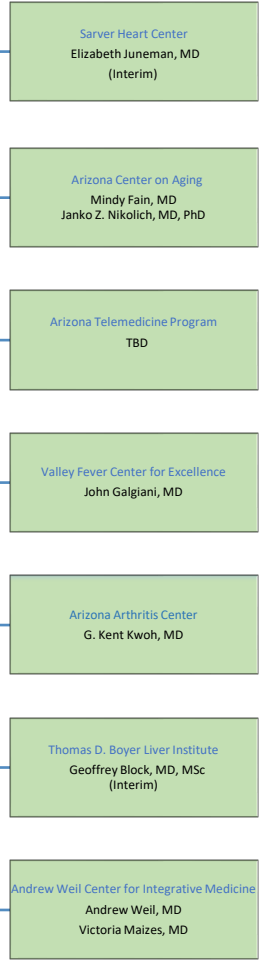 Sarver Heart Center
Elizabeth Juneman, MD
(Interim)
Arizona Center on Aging
Mindy Fain, MD
Janko Z. Nikolich, MD, PhD
Arizona Telemedicine Program
TBD
Valley Fever Center for Excellence
John Galgiani, MD
Arizona Arthritis Center
G. Kent Kwoh, MD
Thomas D. Boyer Liver Institute
Geoffrey Block, MD, MSc
(Interim)
Andrew Weil Center for Integrative Medicine
Andrew Weil, MD
Victoria Maizes, MD